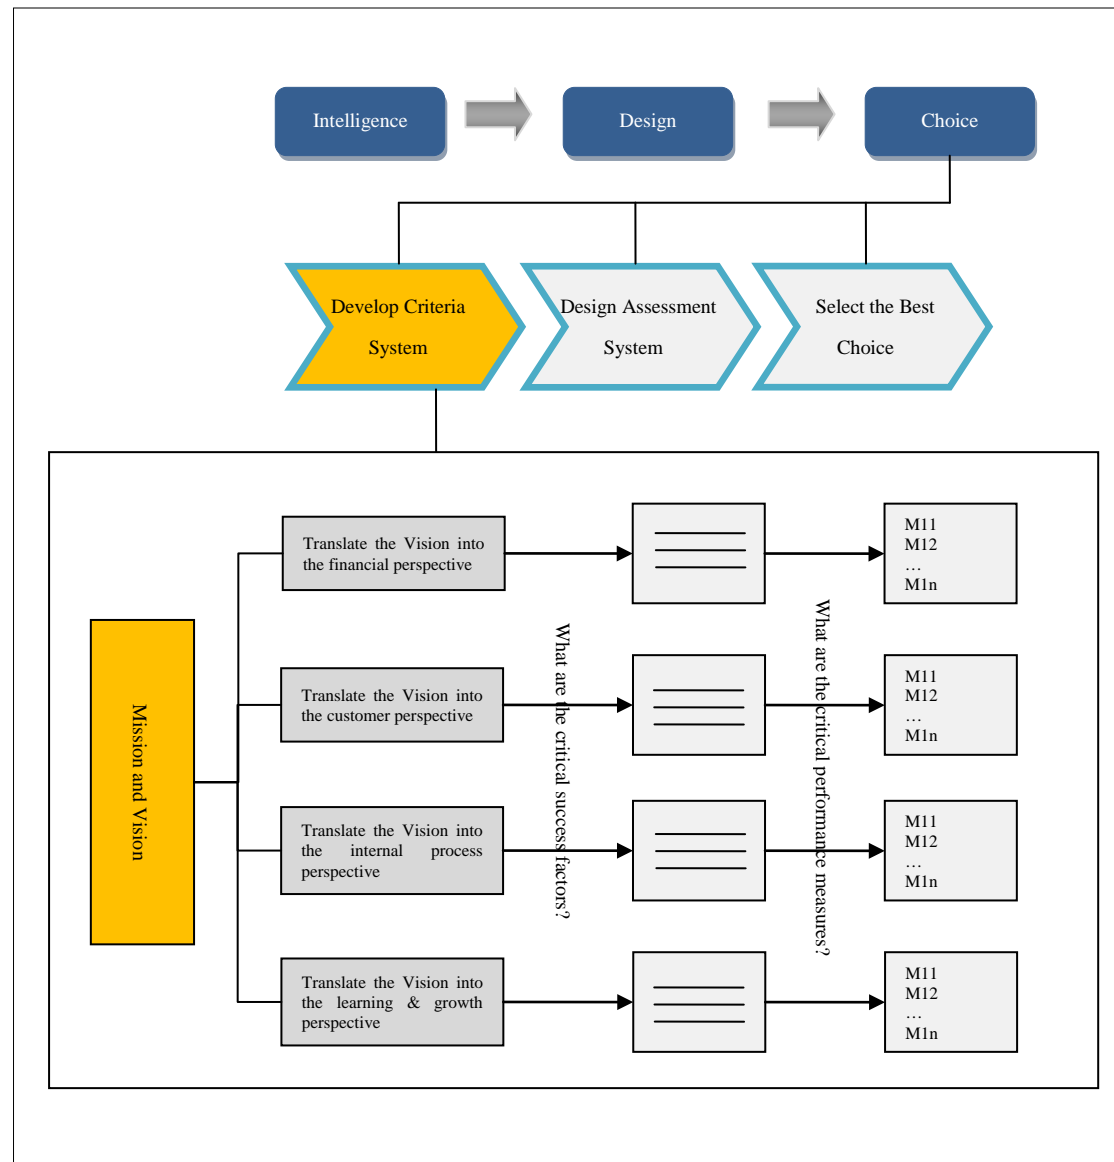 Intelligence
Design
Choice
Develop Criteria
System
Design Assessment
System
Select the Best
Choice
Mission and Vision
Translate the Vision into
the financial perspective
Translate the Vision into
the customer perspective
Translate the Vision into
the internal process
perspective
Translate the Vision into
the learning & growth
perspective
What are the critical success factors?
What are the critical performance measures?
M11
M12
…
M1n
M11
M12
…
M1n
M11
M12
…
M1n
M11
M12
…
M1n